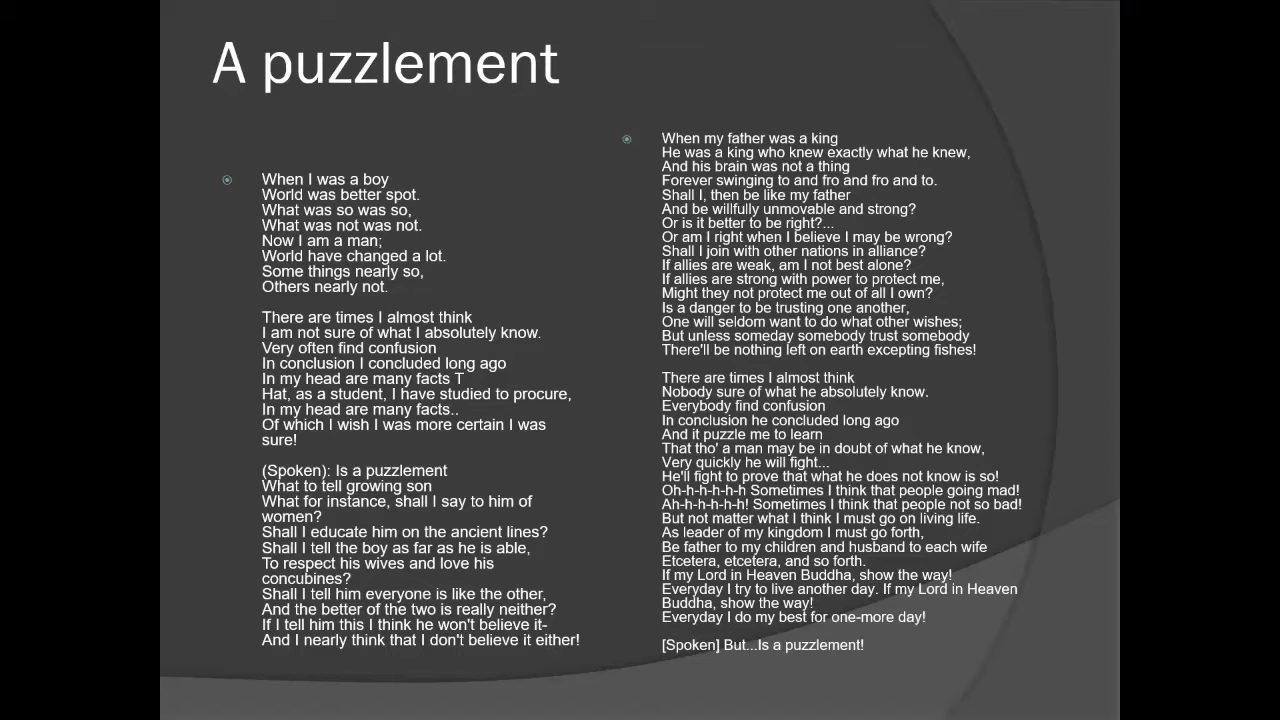 A puzzlement
When I was a boy
World was better spot.
What was so was so,
What was not was not.
Now I am a man;
World have changed a lot.
Some things nearly so,
Others nearly not.
There are times I almost think
I am not sure of what I absolutely know.
Very often find confusion
In conclusion I concluded long ago
In my head are many facts T
Hat, as a student, I have studied to procure,
In my head are many facts..
Of which I wish I was more certain I was
sure!
(Spoken): Is a puzzlement
What to tell growing son
What for instance, shall I say to him of
women?
Shall I educate him on the ancient lines?
Shall I tell the boy as far as he is able,
To respect his wives and love his
concubines?
Shall I tell him everyone is like the other,
And the better of the two is really neither?
If I tell him this I think he won't believe it-
And I nearly think that I don't believe it either!
When my father was a king
He was a king who knew exactly what he knew,
And his brain was not a thing
Forever swinging to and fro and fro and to.
Shall I, then be like my father
And be willfully unmovable and strong?
Or is it better to be right?...
Or am I right when I believe I may be wrong?
Shall I join with other nations in alliance?
If allies are weak, am I not best alone?
If allies are strong with power to protect me,
Might they not protect me out of all I own?
Is a danger to be trusting one another,
One will seldom want to do what other wishes;
But unless someday somebody trust somebody
There'll be nothing left on earth excepting fishes!
There are times I almost think
Nobody sure of what he absolutely know.
Everybody find confusion
In conclusion he concluded long ago
And it puzzle me to learn
That tho' a man may be in doubt of what he know,
Very quickly he will fight...
He'll fight to prove that what he does not know is so!
Oh-h-h-h-h-h Sometimes I think that people going mad!
Ah-h-h-h-h-h! Sometimes I think that people not so bad!
But not matter what I think I must go on living life.
As leader of my kingdom I must go forth,
Be father to my children and husband to each wife
Etcetera, etcetera, and so forth.
If my Lord in Heaven Buddha, show the way!
Everyday I try to live another day. If my Lord in Heaven
Buddha, show the way!
Everyday I do my best for one-more day!
[Spoken] But...Is a puzzlement!